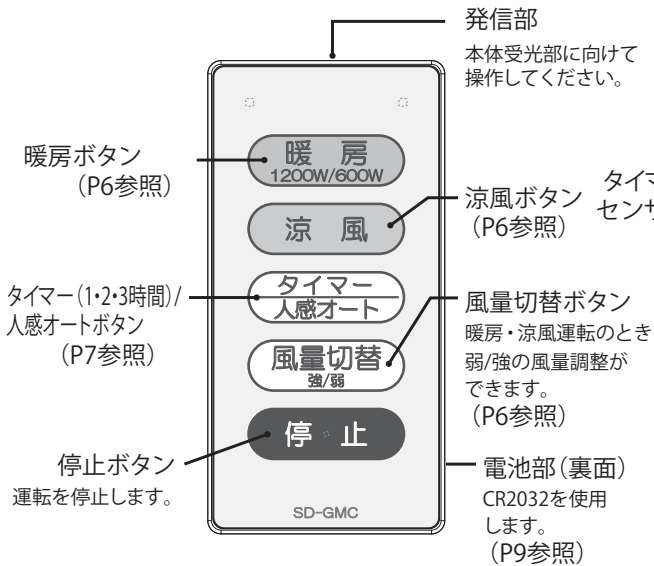 発信部
本体受光部に向けて
操作してください。
暖房ボタン
(P6参照)
暖 房
1200W/600W
涼風ボタン
(P6参照)
涼 風
タイマー(1・2・3時間)/
人感オートボタン
(P7参照)
タイマー
人感オート
風量切替ボタン
暖房・涼風運転のとき
弱/強の風量調整が
できます。
(P6参照)
風量切替
強/弱
停止ボタン
運転を停止します。
停 止
電池部(裏面)
CR2032を使用
します。
(P9参照)
SD-GMC